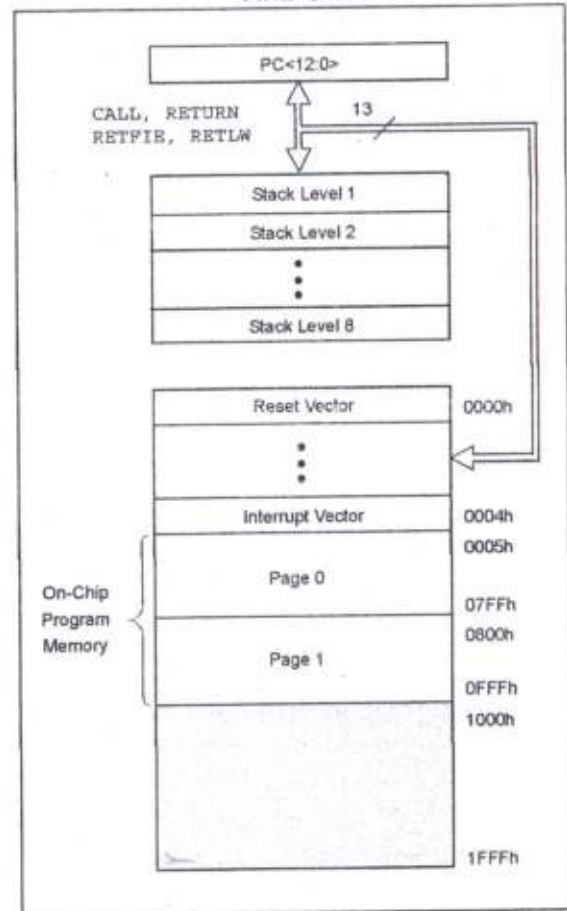 PC<12:0>
CALL, RETURN
RETFIE, RETLW
13
Stack Level 1
Stack Level 2
Stack Level 8
Reset Vector
0000h
Interrupt Vector
0004h
0005h
On-Chip
Program
Memory
Page 0
07FFh
0800h
Page 1
0FFFh
1000h
1FFFh